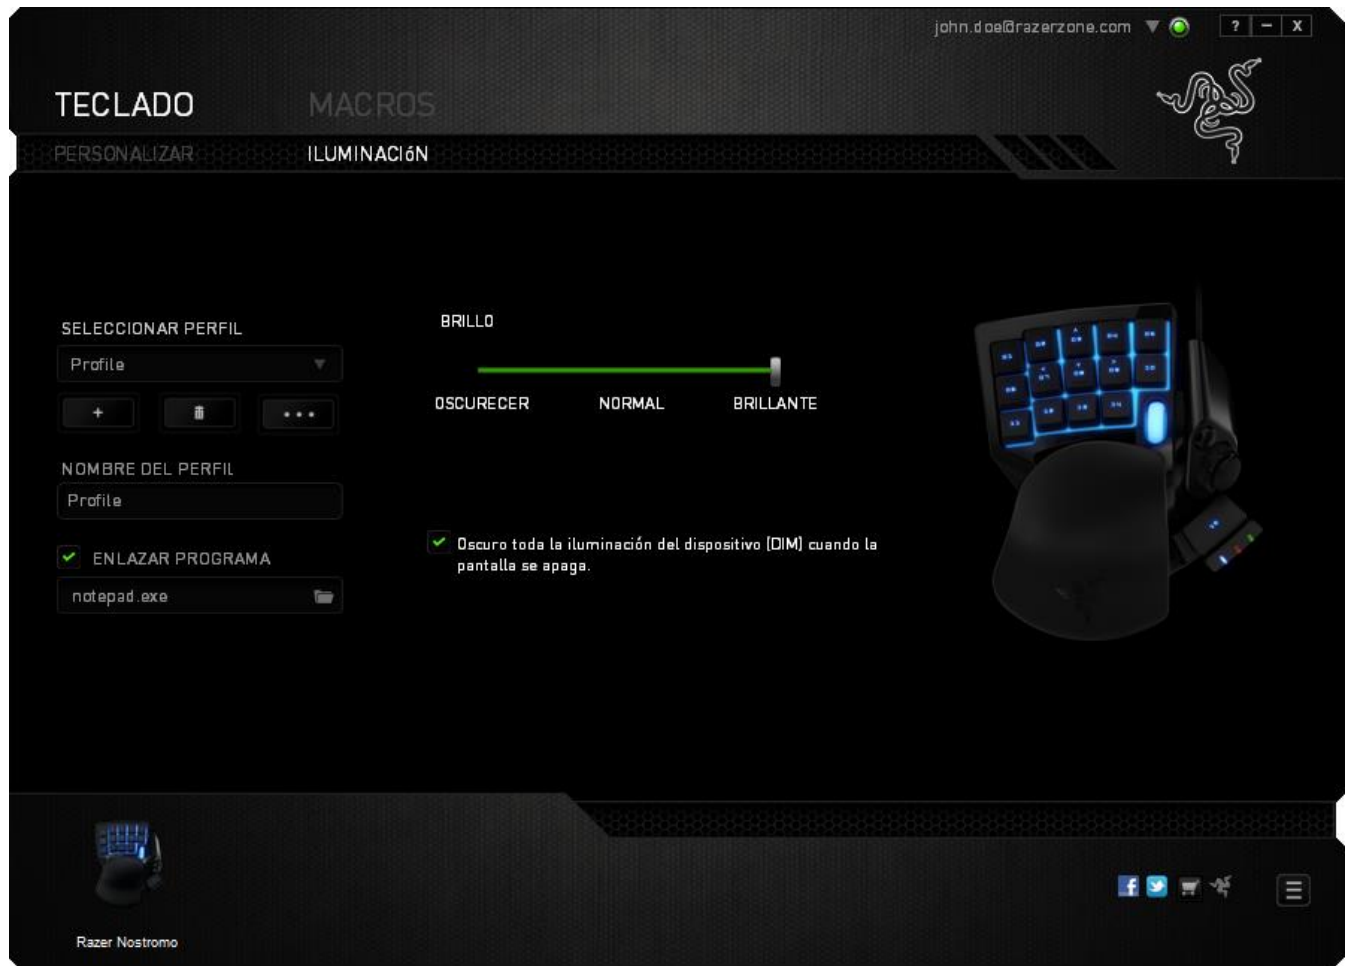 john.doe@razerzone.com
? – X
TECLADO MACROS
PERSONALIZAR ILUMINACIóN
SELECCIONAR PERFIL
Profile
+ •••
NOMBRE DEL PERFIL
Profile
ENLAZAR PROGRAMA
notepad.exe
BRILLO
OSCURECER NORMAL BRILLANTE
Oscuro toda la iluminación del dispositivo (DIM) cuando la
pantalla se apaga.
Razer Nostromo